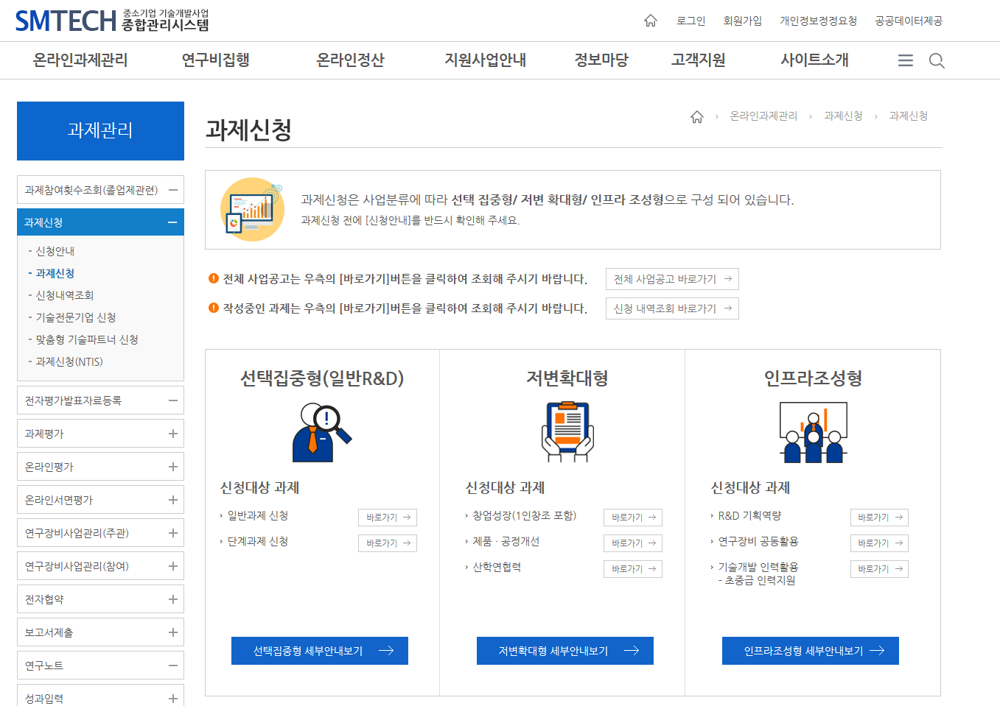 SMTECH 중소기업 기술개발사업
종합관리시스템
로그인 회원가입 개인정보정정요청 공공데이터제공
온라인과제관리 연구비집행 온라인정산 지원사업안내 정보마당 고객지원 사이트소개
과제관리
과제참여횟수조회(졸업제관련)
과제신청
- 신청안내
- 과제신청
- 신청내역조회
- 기술전문기업 신청
- 맞춤형 기술파트너 신청
- 과제신청(NTIS)
전자평가발표자료등록
과제평가
온라인평가
온라인서면평가
연구장비사업관리(주관)
연구장비사업관리(참여)
전자협약
보고서제출
연구노트
성과입력
과제신청
온라인과제관리 › 과제신청 › 과제신청
과제신청은 사업분류에 따라 선택 집중형/ 저변 확대형/ 인프라 조성형으로 구성 되어 있습니다.
과제신청 전에 [신청안내]를 반드시 확인해 주세요.
전체 사업공고는 우측의 [바로가기]버튼을 클릭하여 조회해 주시기 바랍니다. 전체 사업공고 바로가기
작성중인 과제는 우측의 [바로가기]버튼을 클릭하여 조회해 주시기 바랍니다. 신청 내역조회 바로가기
선택집중형(일반R&D)
신청대상 과제
일반과제 신청 바로가기
단계과제 신청 바로가기
선택집중형 세부안내보기
저변확대형
신청대상 과제
창업성장(1인창조 포함) 바로가기
제품 · 공정개선 바로가기
산학연협력 바로가기
저변확대형 세부안내보기
인프라조성형
신청대상 과제
R&D 기획역량 바로가기
연구장비 공동활용 바로가기
기술개발 인력활용 바로가기
- 초중급 인력지원
인프라조성형 세부안내보기